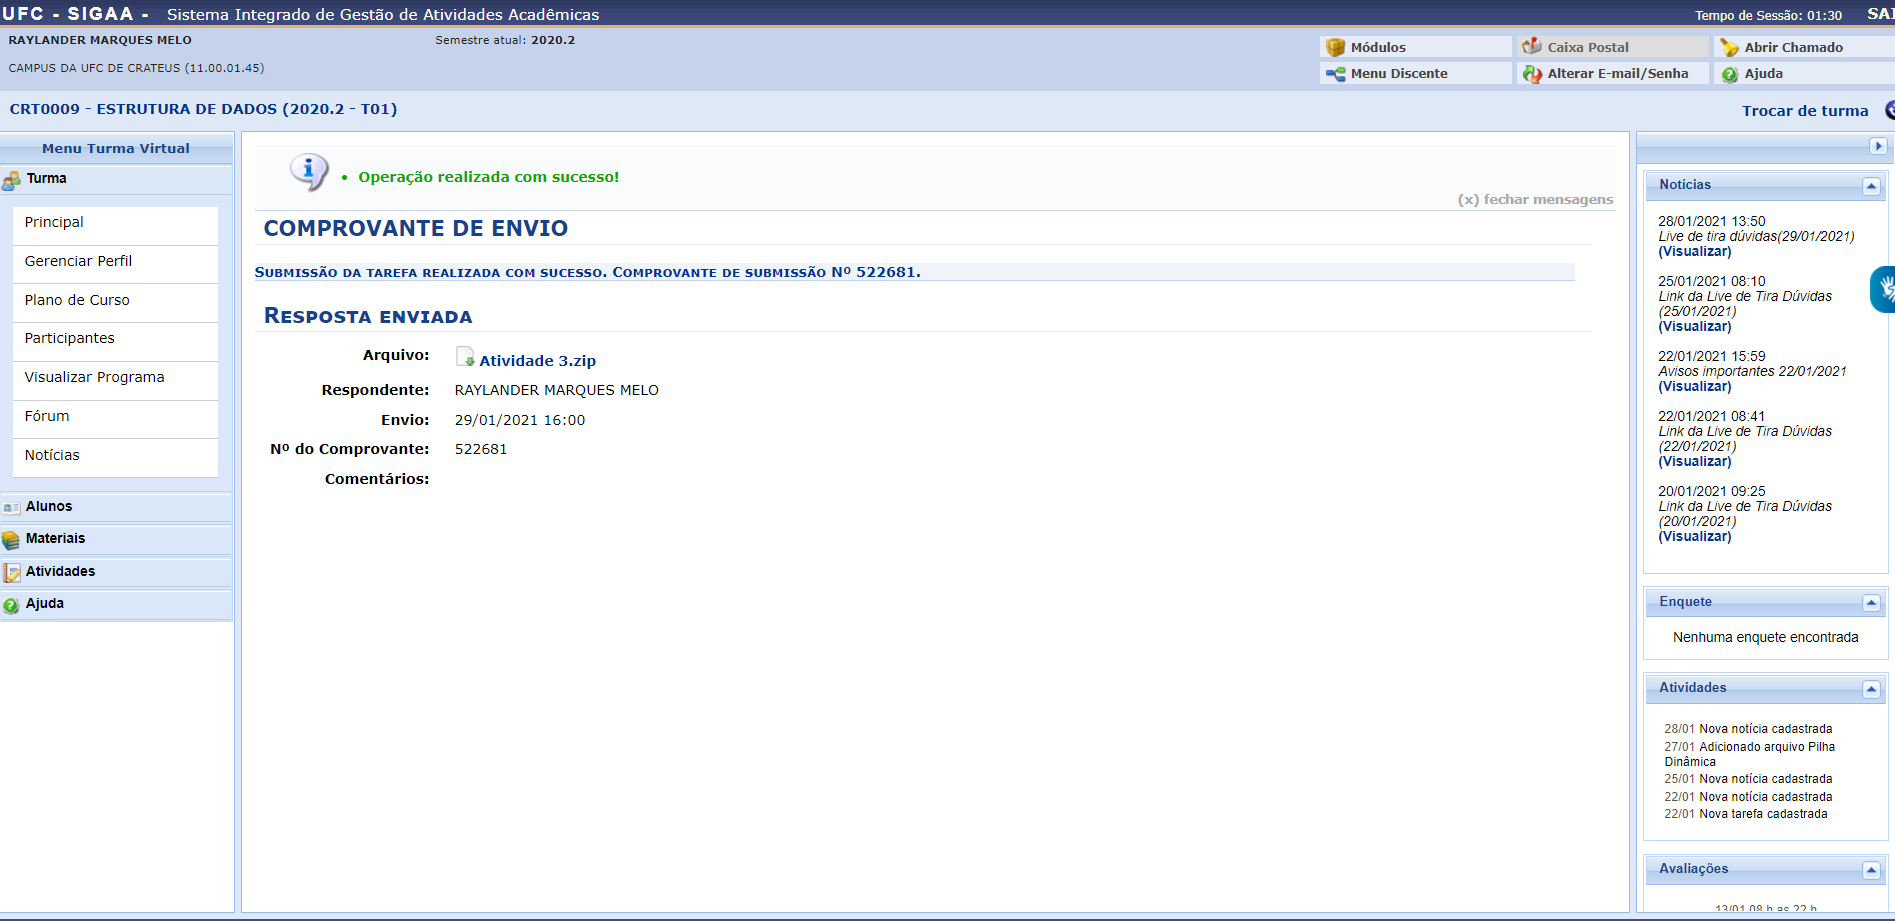 UFC - SIGAA - Sistema Integrado de Gestão de Atividades Acadêmicas
Tempo de Sessão: 01:30
RAYLANDER MARQUES MELO
Semestre atual: 2020.2
CAMPUS DA UFC DE CRATEUS (11.00.01.45)
Módulos
Caixa Postal
Abrir Chamado
Menu Discente
Alterar E-mail/Senha
Ajuda
CRT0009 - ESTRUTURA DE DADOS (2020.2 - T01)
Trocar de turma
Menu Turma Virtual
Turma
Principal
Gerenciar Perfil
Plano de Curso
Participantes
Visualizar Programa
Fórum
Notícias
Alunos
Materiais
Atividades
Ajuda
Operação realizada com sucesso!
(x) fechar mensagens
COMPROVANTE DE ENVIO
Submissão da tarefa realizada com sucesso. Comprovante de submissão Nº 522681.
Resposta enviada
Arquivo: Atividade 3.zip
Respondente: RAYLANDER MARQUES MELO
Envio: 29/01/2021 16:00
Nº do Comprovante: 522681
Comentários:
Notícias
28/01/2021 13:50
Live de tira dúvidas(29/01/2021)
(Visualizar)
25/01/2021 08:10
Link da Live de Tira Dúvidas
(25/01/2021)
(Visualizar)
22/01/2021 15:59
Avisos importantes 22/01/2021
(Visualizar)
22/01/2021 08:41
Link da Live de Tira Dúvidas
(22/01/2021)
(Visualizar)
20/01/2021 09:25
Link da Live de Tira Dúvidas
(20/01/2021)
(Visualizar)
Enquete
Nenhuma enquete encontrada
Atividades
28/01 Nova notícia cadastrada
27/01 Adicionado arquivo Pilha
Dinâmica
25/01 Nova notícia cadastrada
22/01 Nova notícia cadastrada
22/01 Nova tarefa cadastrada
Avaliações
13/01 08 h as 22 h